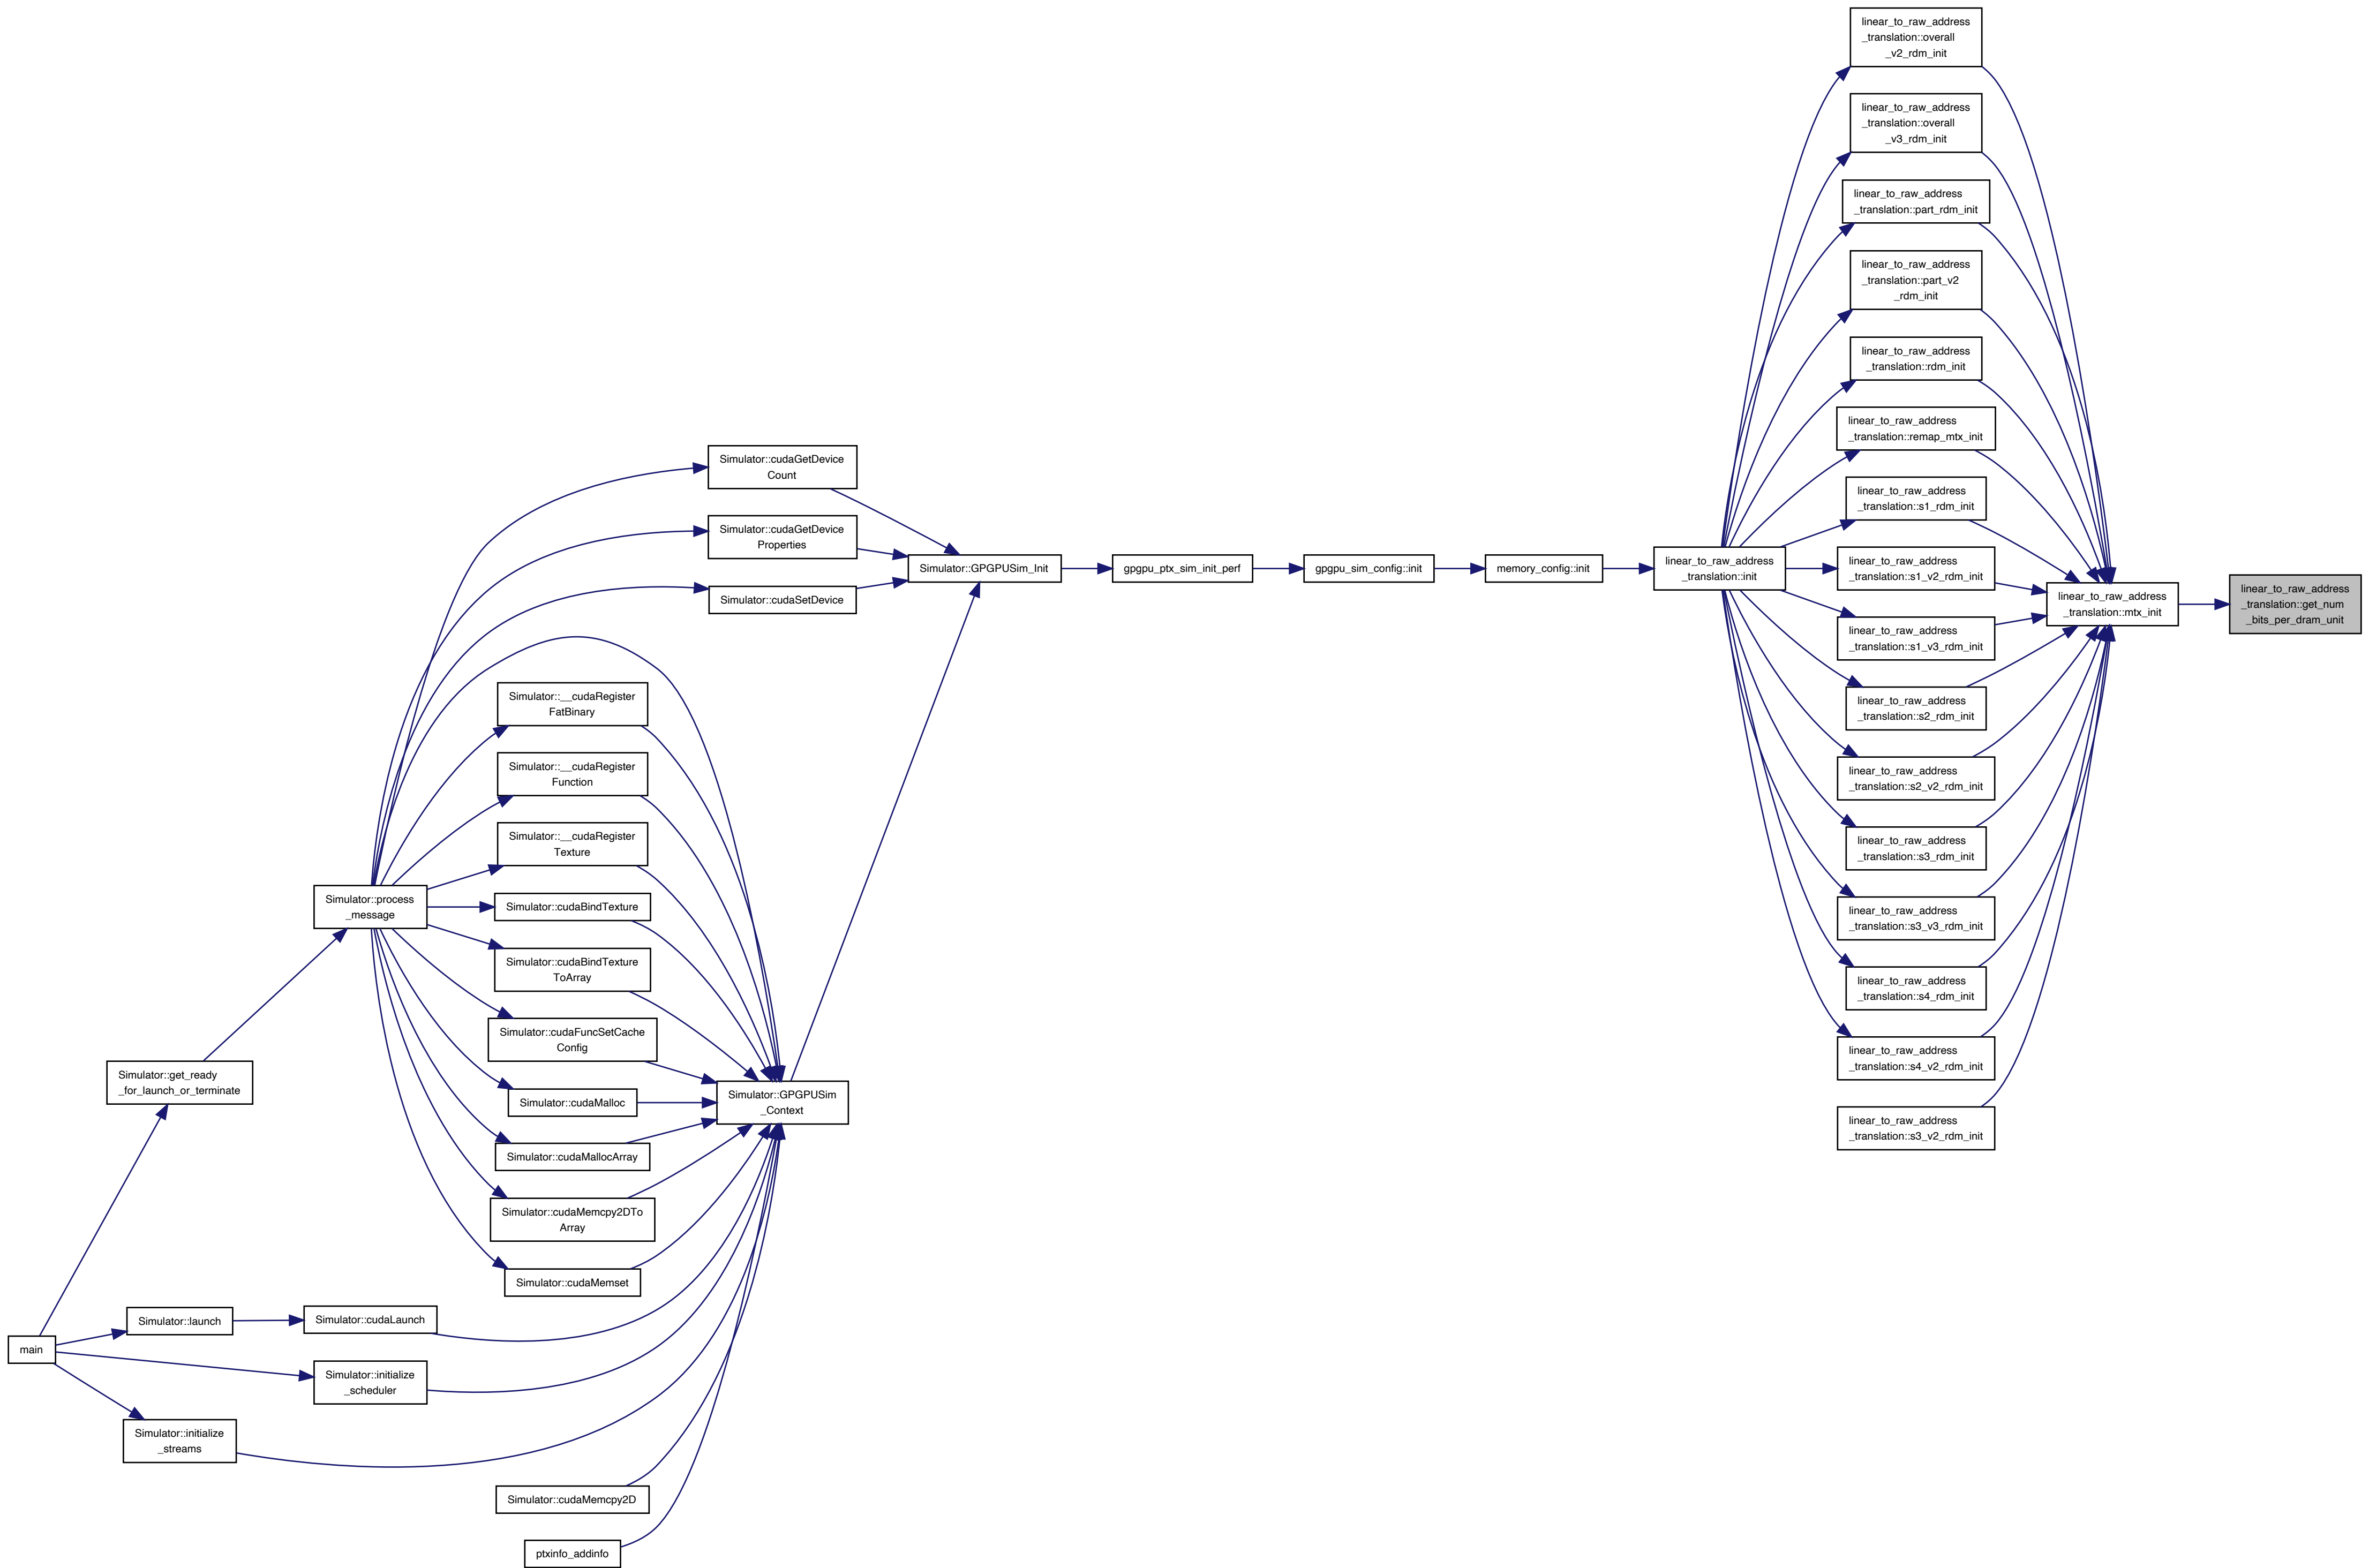 linear_to_raw_address
_translation::overall
_v2_rdm_init
linear_to_raw_address
_translation::overall
_v3_rdm_init
linear_to_raw_address
_translation::part_rdm_init
linear_to_raw_address
_translation::part_v2
_rdm_init
linear_to_raw_address
_translation::rdm_init
linear_to_raw_address
_translation::remap_mtx_init
Simulator::cudaGetDevice
Count
linear_to_raw_address
_translation::s1_rdm_init
Simulator::cudaGetDevice
Properties
Simulator::GPGPUSim_Init
gpgpu_ptx_sim_init_perf
gpgpu_sim_config::init
memory_config::init
linear_to_raw_address
_translation::init
linear_to_raw_address
_translation::s1_v2_rdm_init
Simulator::cudaSetDevice
linear_to_raw_address
_translation::mtx_init
linear_to_raw_address
_translation::get_num
_bits_per_dram_unit
linear_to_raw_address
_translation::s1_v3_rdm_init
Simulator::__cudaRegister
FatBinary
linear_to_raw_address
_translation::s2_rdm_init
Simulator::__cudaRegister
Function
linear_to_raw_address
_translation::s2_v2_rdm_init
Simulator::__cudaRegister
Texture
linear_to_raw_address
_translation::s3_rdm_init
Simulator::process
_message
Simulator::cudaBindTexture
linear_to_raw_address
_translation::s3_v3_rdm_init
Simulator::cudaBindTexture
ToArray
linear_to_raw_address
_translation::s4_rdm_init
Simulator::cudaFuncSetCache
Config
linear_to_raw_address
_translation::s4_v2_rdm_init
Simulator::get_ready
_for_launch_or_terminate
Simulator::cudaMalloc
Simulator::GPGPUSim
_Context
linear_to_raw_address
_translation::s3_v2_rdm_init
Simulator::cudaMallocArray
Simulator::cudaMemcpy2DTo
Array
Simulator::cudaMemset
Simulator::launch
Simulator::cudaLaunch
main
Simulator::initialize
_scheduler
Simulator::initialize
_streams
Simulator::cudaMemcpy2D
ptxinfo_addinfo